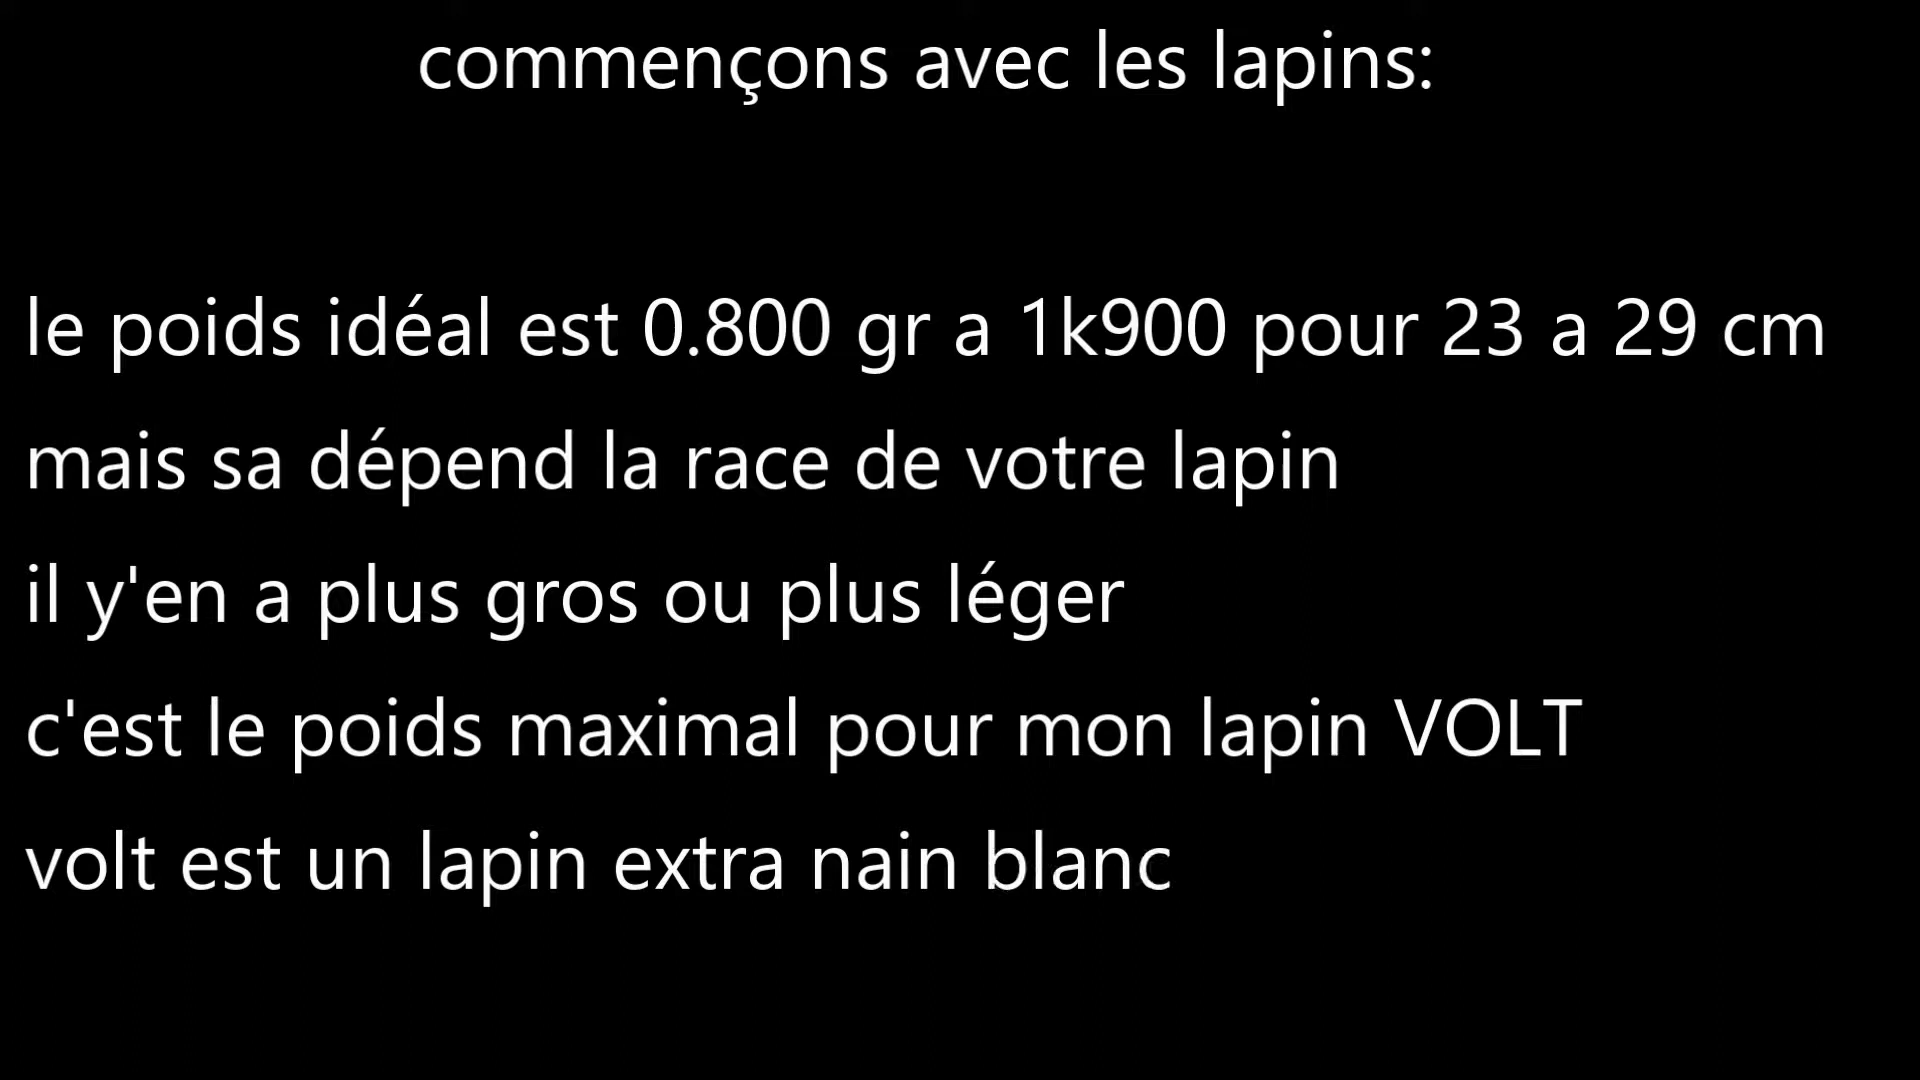 commençons avec les lapins:
le poids idéal est 0.800 gr a 1k900 pour 23 a 29 cm
mais sa dépend la race de votre lapin
il y'en a plus gros ou plus léger
c'est le poids maximal pour mon lapin VOLT
volt est un lapin extra nain blanc